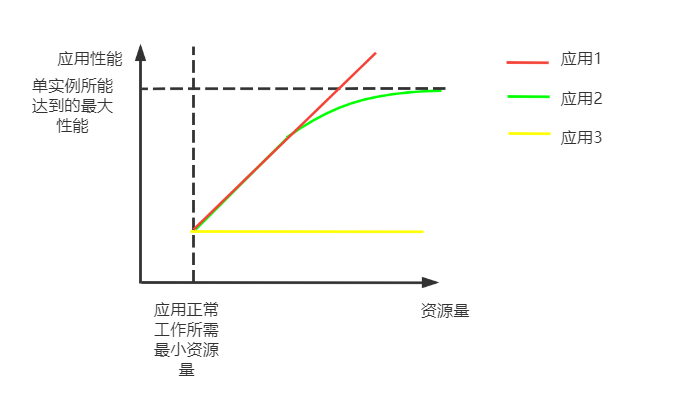 应用性能
单实例所能
达到的最大
性能
应用1
应用2
应用3
应用正常
工作所需
最小资源
量
资源量